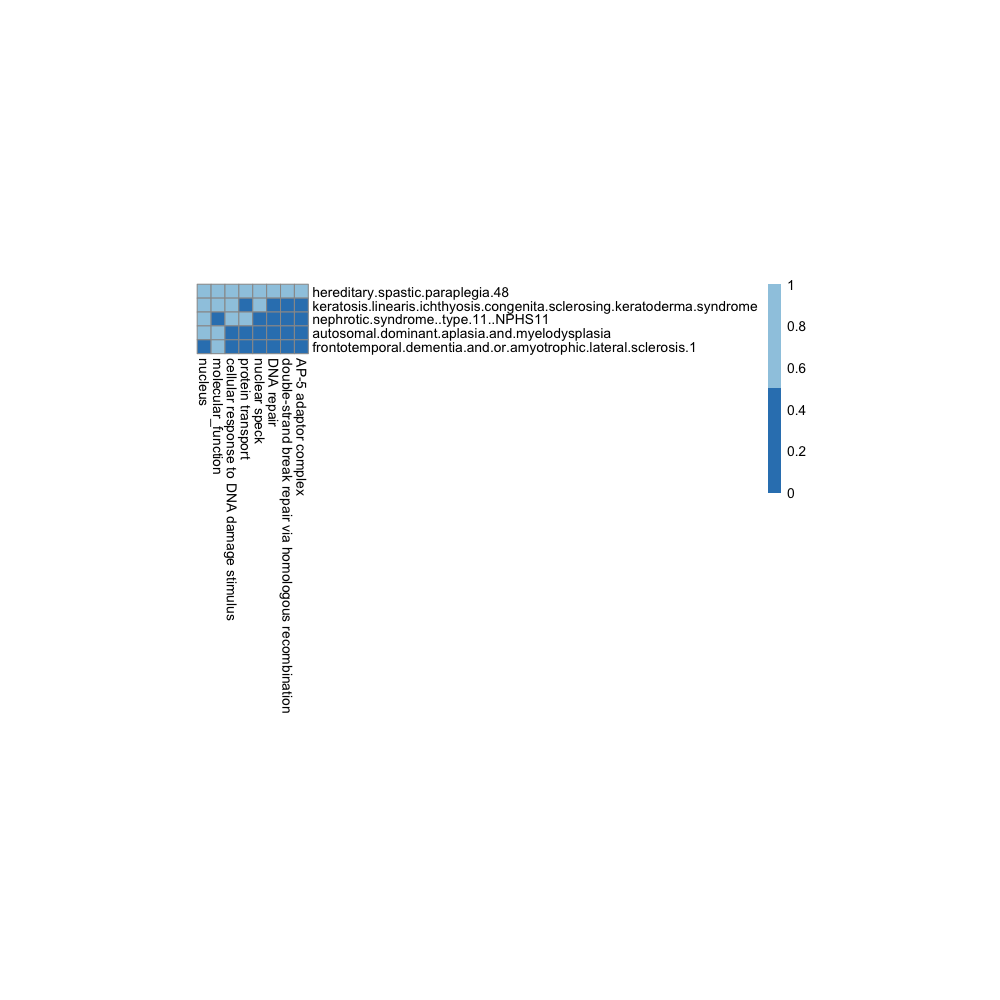 hereditary.spastic.paraplegia.48
keratosis.linearis.ichthyosis.congenita.sclerosing.keratoderma.syndrome
nephrotic.syndrome..type.11..NPHS11
autosomal.dominant.aplasia.and.myelodysplasia
frontotemporal.dementia.and.or.amyotrophic.lateral.sclerosis.1
nucleus
molecular_function
cellular response to DNA damage stimulus
protein transport
nuclear speck
DNA repair
double-strand break repair via homologous recombination
AP-5 adaptor complex
1
0.8
0.6
0.4
0.2
0